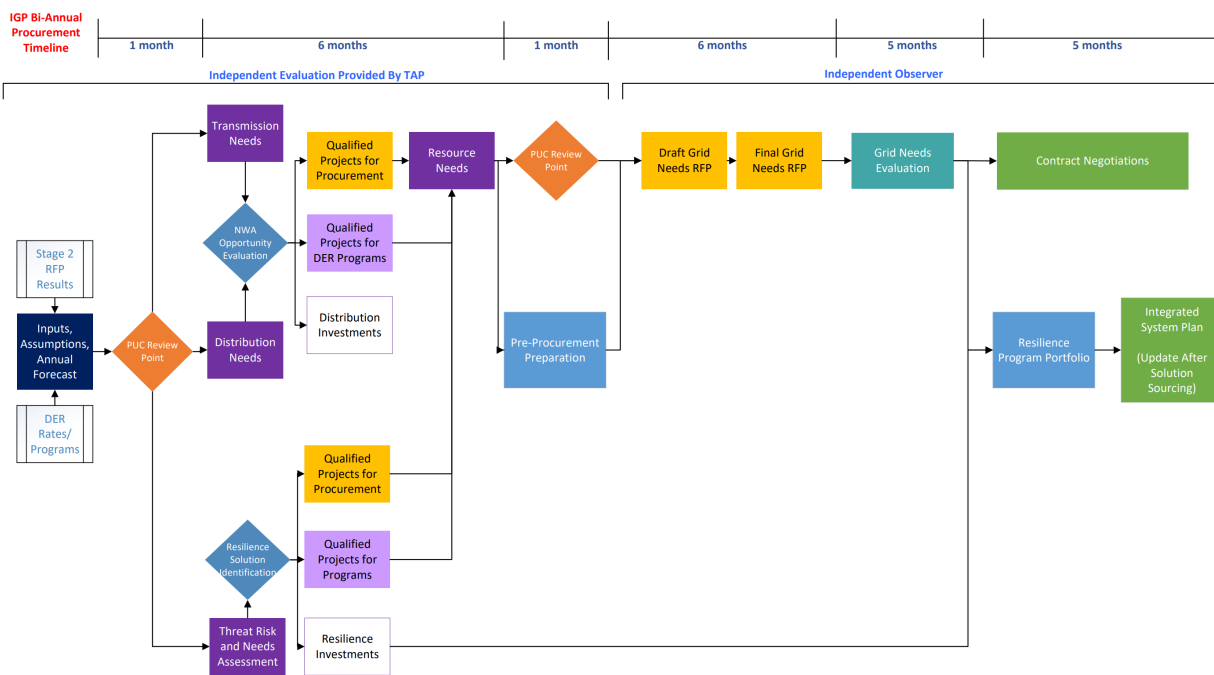 IGP Bi-Annual
Procurement
Timeline
1 month
6 months
1 month
6 months
5 months
5 months
Independent Evaluation Provided By TAP
Independent Observer
Transmission
Needs
Qualified
Projects for
Procurement
Resource
Needs
PUC Review
Point
Draft Grid
Needs RFP
Final Grid
Needs RFP
Grid Needs
Evaluation
Contract Negotiations
NWA
Opportunity
Evaluation
Qualified
Projects for
DER Programs
Stage 2
RFP
Results
Distribution
Investments
Inputs,
Assumptions,
Annual
Forecast
PUC Review
Point
Distribution
Needs
Pre-Procurement
Preparation
Resilience
Program Portfolio
Integrated
System Plan
(Update After
Solution
Sourcing)
DER
Rates/
Programs
Qualified
Projects for
Procurement
Resilience
Solution
Identification
Qualified
Projects for
Programs
Threat Risk
and Needs
Assessment
Resilience
Investments